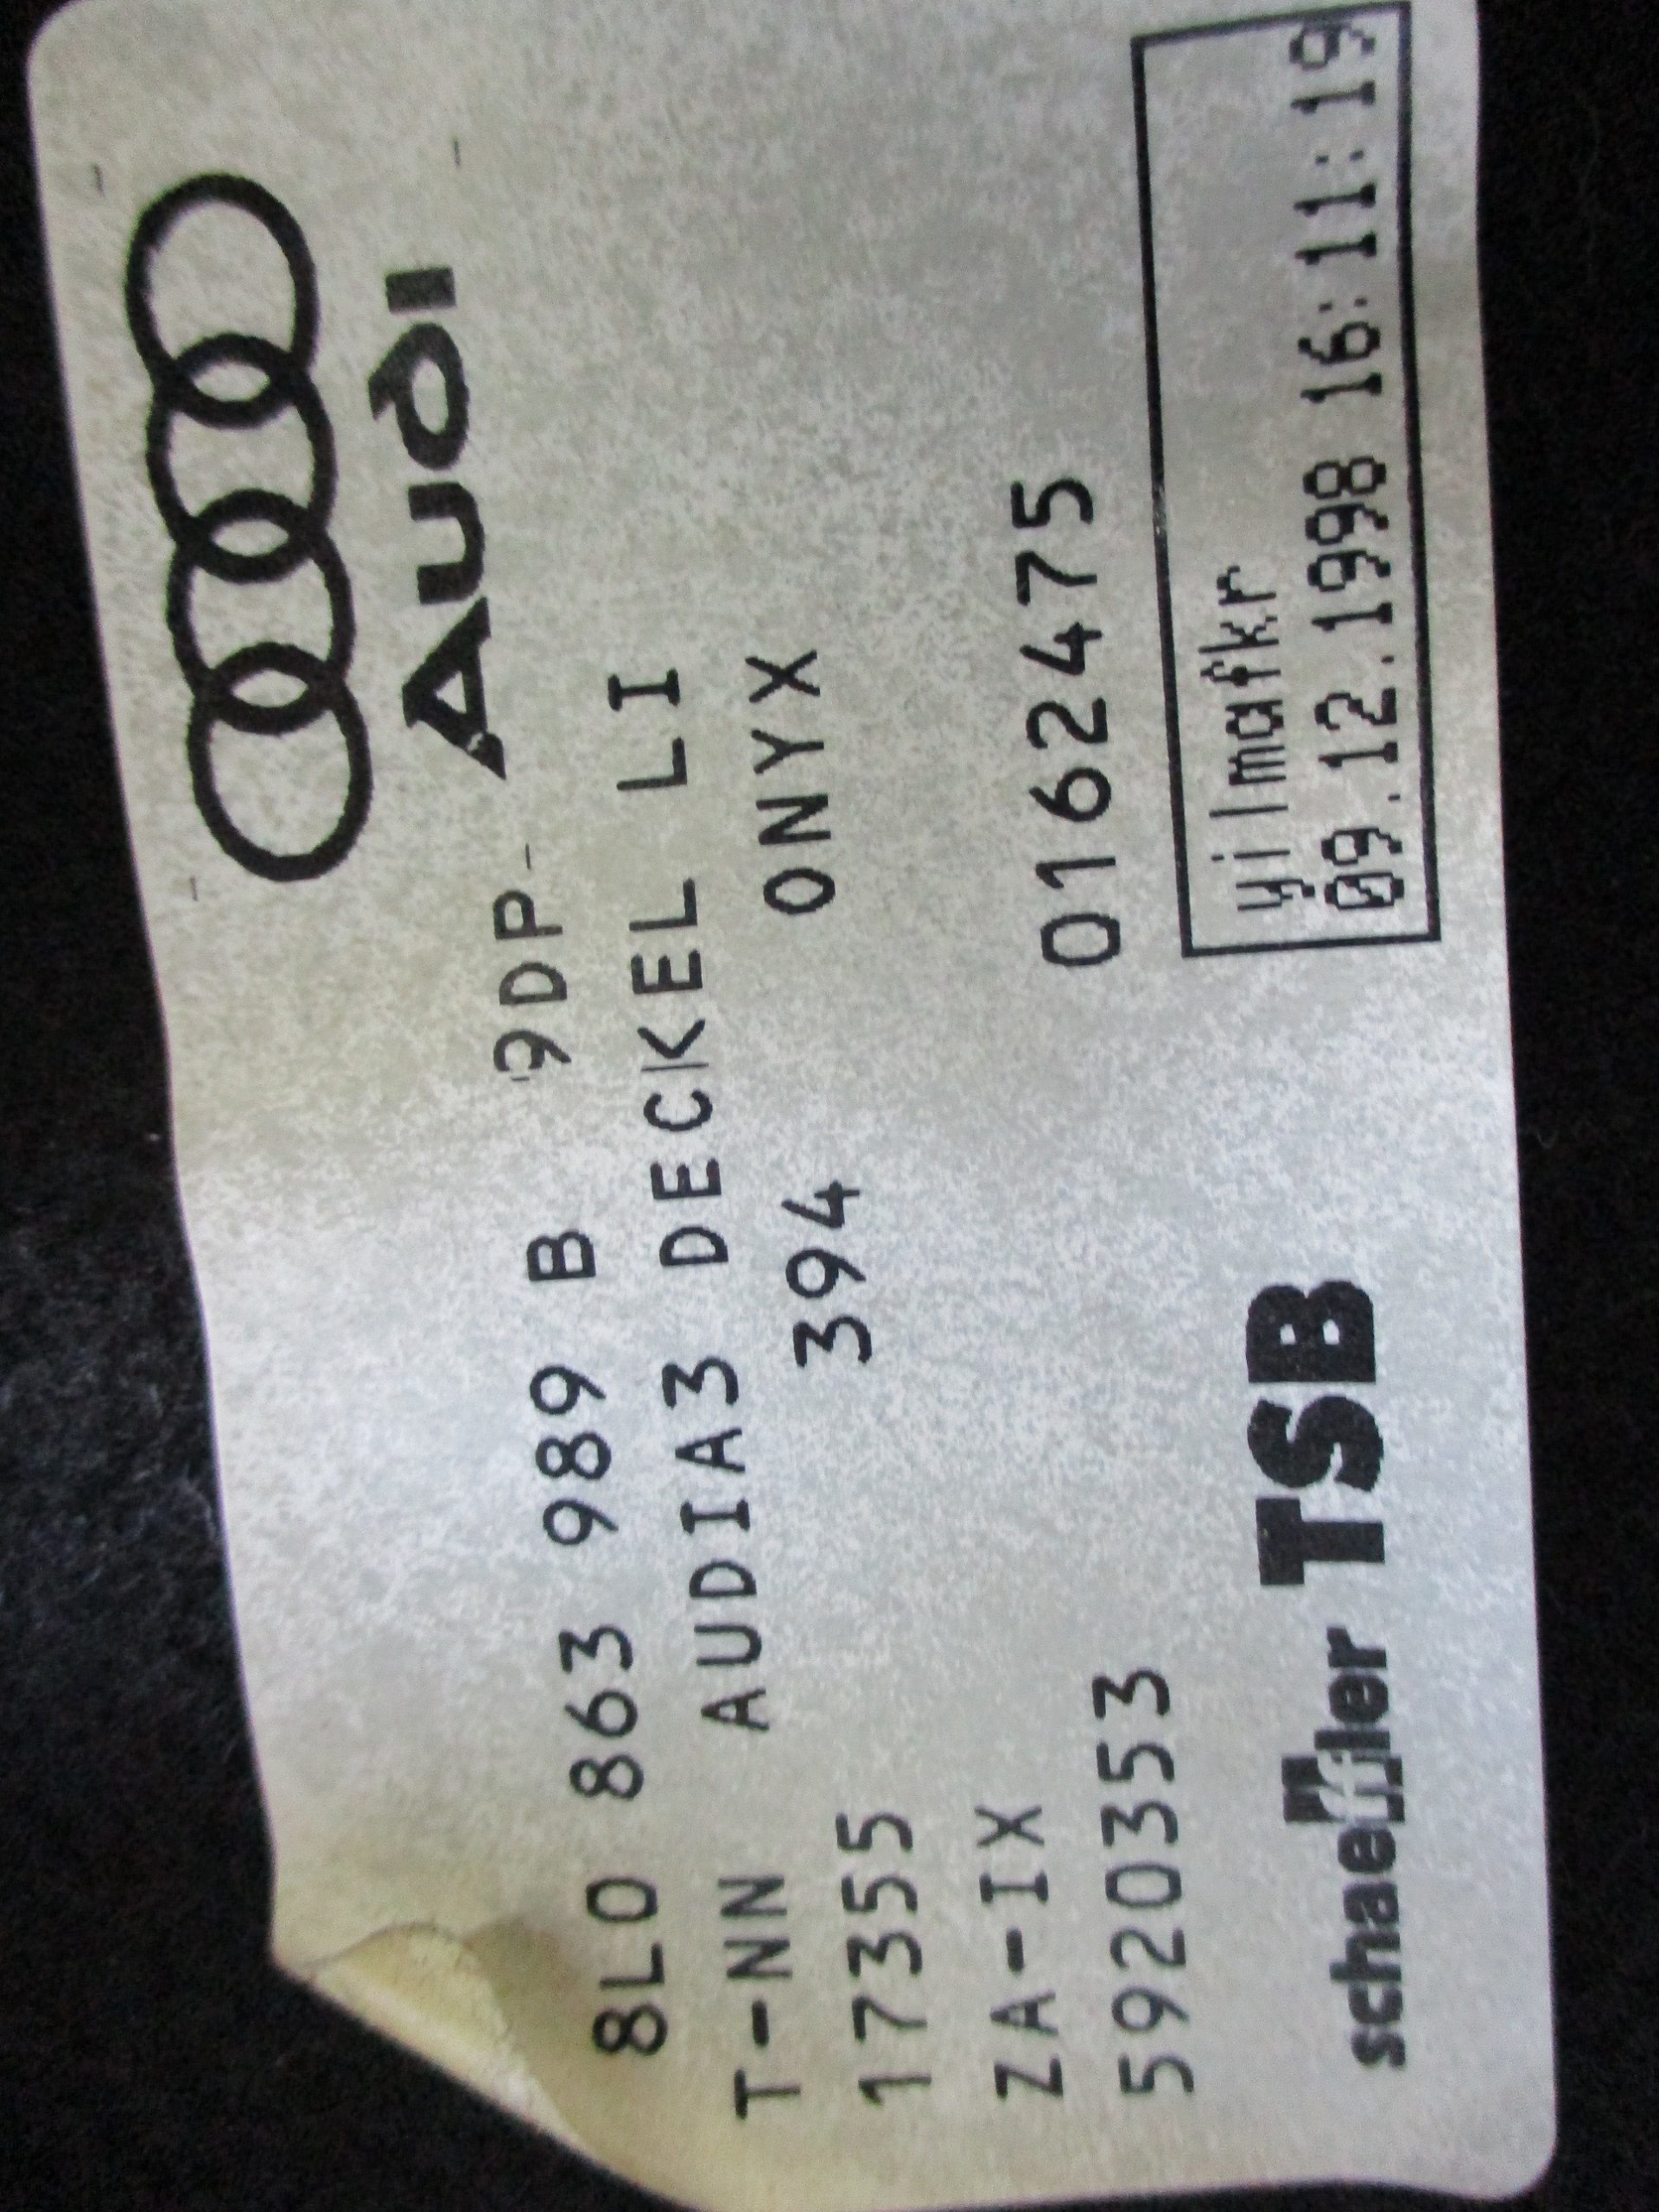 Audi
8L0 863 989 B 9DP
T-NN AUDIA3 DECKEL LI
17355 394 ONYX
ZA-IX
5920353 0162475
schaeffler TSB
yilmafkr
09.12.1998 16:11:19